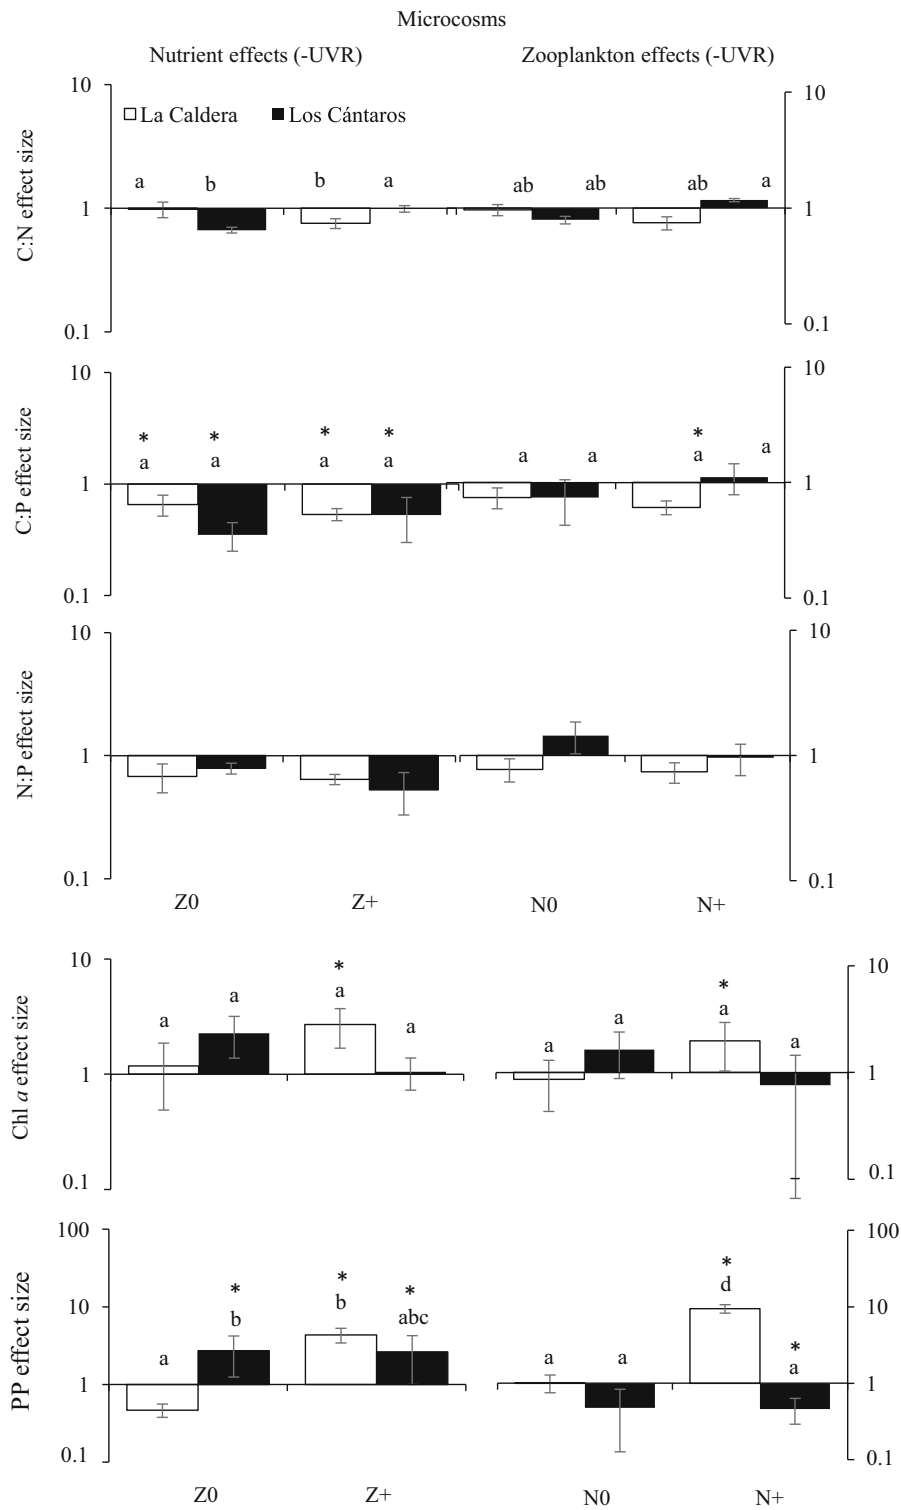 Microcosms
Nutrient effects (-UVR) Zooplankton effects (-UVR)
10 10
La Caldera Los Cántaros
C:N effect size
a b b a ab ab ab a
1 1
0.1 0.1
10 10
C:P effect size
* * * * *
a a a a a a a a
1 1
0.1 0.1
10 10
N:P effect size
1 1
0.1 0.1
Z0 Z+ N0 N+
10 10
Chl a effect size
* *
a a a a a a a a
1 1
0.1 0.1
100 100
PP effect size
* * * *
10 10
a b b abc a a d
*
a
1 1
0.1 0.1
Z0 Z+ N0 N+